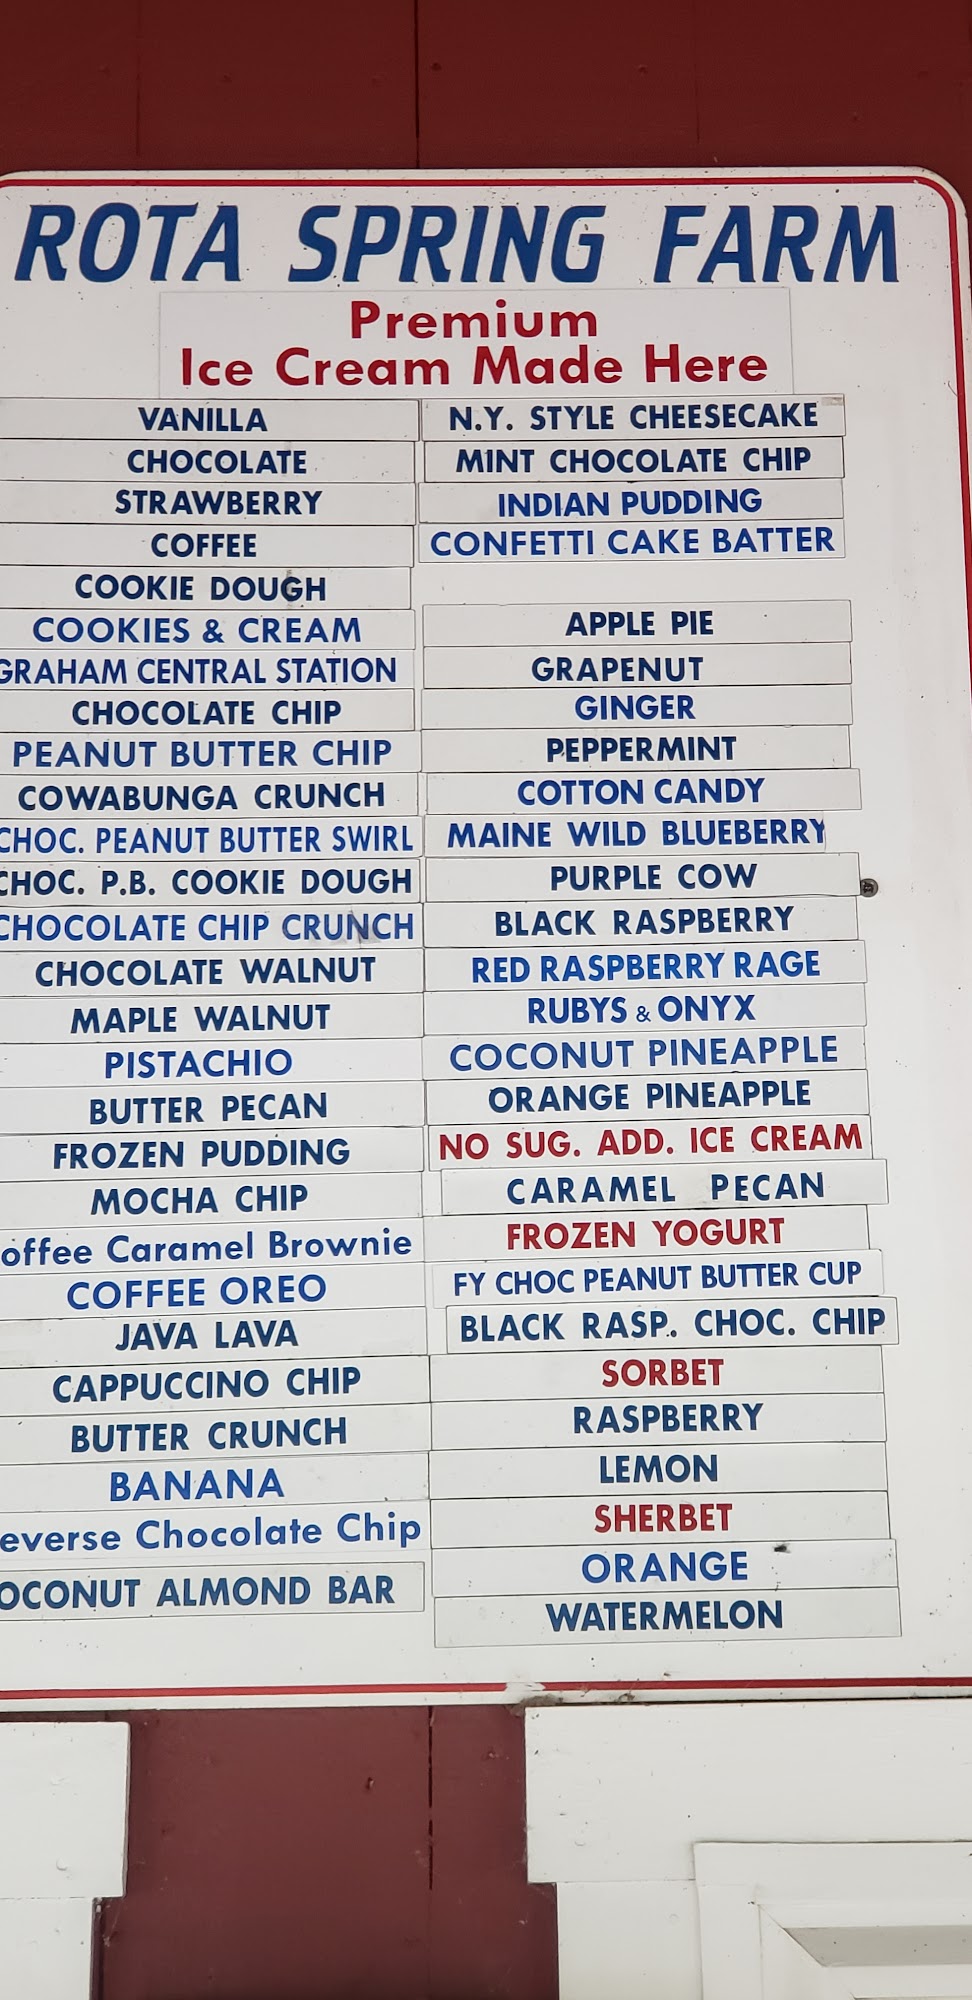 ROTA SPRING FARM
Premium
Ice Cream Made Here
VANILLA
CHOCOLATE
STRAWBERRY
COFFEE
COOKIE DOUGH
COOKIES & CREAM
GRAHAM CENTRAL STATION
CHOCOLATE CHIP
PEANUT BUTTER CHIP
COWABUNGA CRUNCH
CHOC. PEANUT BUTTER SWIRL
CHOC. P.B. COOKIE DOUGH
CHOCOLATE CHIP CRUNCH
CHOCOLATE WALNUT
MAPLE WALNUT
PISTACHIO
BUTTER PECAN
FROZEN PUDDING
MOCHA CHIP
offee Caramel Brownie
COFFEE OREO
JAVA LAVA
CAPPUCCINO CHIP
BUTTER CRUNCH
BANANA
everse Chocolate Chip
OCONUT ALMOND BAR
N.Y. STYLE CHEESECAKE
MINT CHOCOLATE CHIP
INDIAN PUDDING
CONFETTI CAKE BATTER
APPLE PIE
GRAPENUT
GINGER
PEPPERMINT
COTTON CANDY
MAINE WILD BLUEBERRY
PURPLE COW
BLACK RASPBERRY
RED RASPBERRY RAGE
RUBYS & ONYX
COCONUT PINEAPPLE
ORANGE PINEAPPLE
NO SUG. ADD. ICE CREAM
CARAMEL PECAN
FROZEN YOGURT
FY CHOC PEANUT BUTTER CUP
BLACK RASP. CHOC. CHIP
SORBET
RASPBERRY
LEMON
SHERBET
ORANGE
WATERMELON